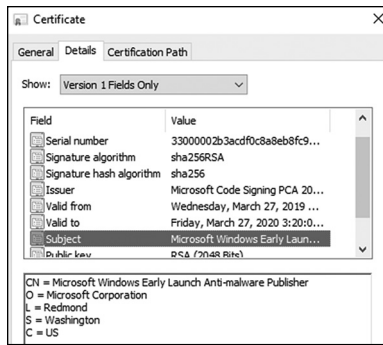 Certificate
General Details Certification Path
Show: Version 1 Fields Only
Field Value
Serial number 33000002b3acdf0c8a8eb8fc9...
Signature algorithm sha256RSA
Signature hash algorithm sha256
Issuer Microsoft Code Signing PCA 20...
Valid from Wednesday, March 27, 2019 ...
Valid to Friday, March 27, 2020 3:20:0...
Subject Microsoft Windows Early Laun...
Public key RSA (2048 Bits)
CN = Microsoft Windows Early Launch Anti-malware Publisher
O = Microsoft Corporation
L = Redmond
S = Washington
C = US